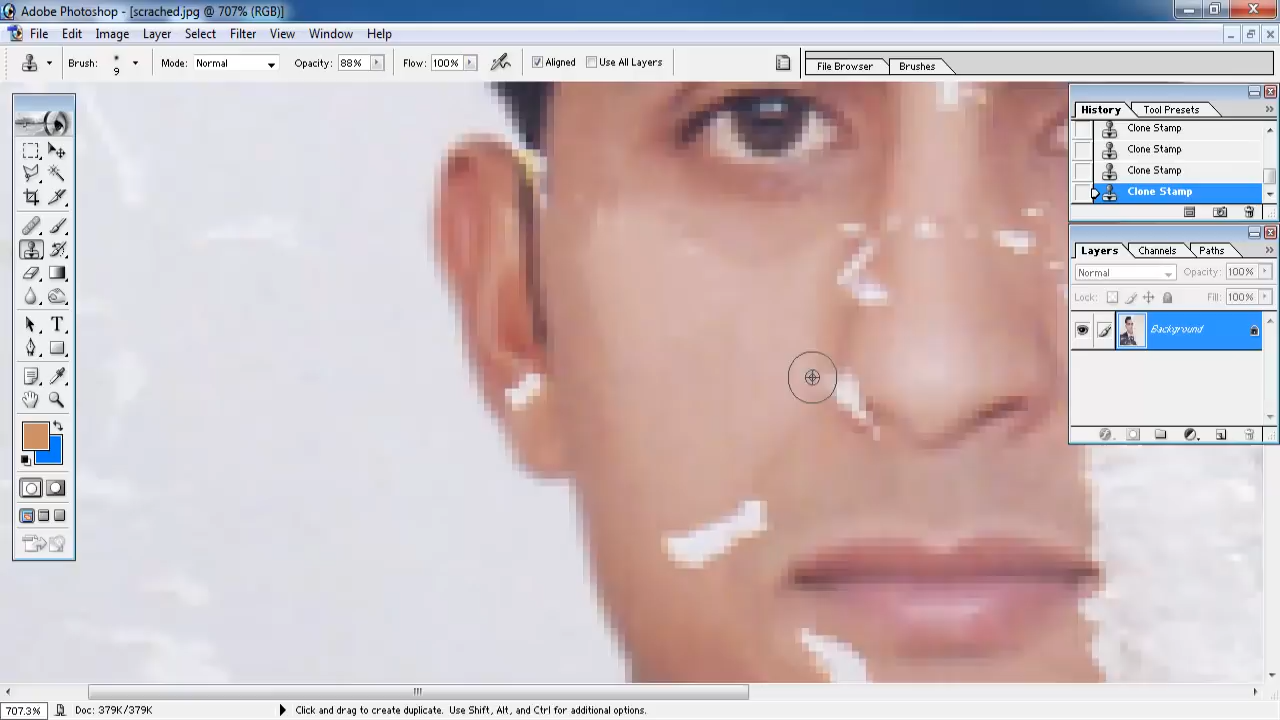 Adobe Photoshop - [scrached.jpg @ 707% (RGB)]
File Edit Image Layer Select Filter View Window Help
Brush: 9 Mode: Normal Opacity: 88% Flow: 100% Aligned Use All Layers File Browser Brushes
History Tool Presets
Clone Stamp
Clone Stamp
Clone Stamp
Clone Stamp
Layers Channels Paths
Normal Opacity: 100%
Lock: Fill: 100%
Background
707.3% Doc: 379K/379K Click and drag to create duplicate. Use Shift, Alt, and Ctrl for additional options.